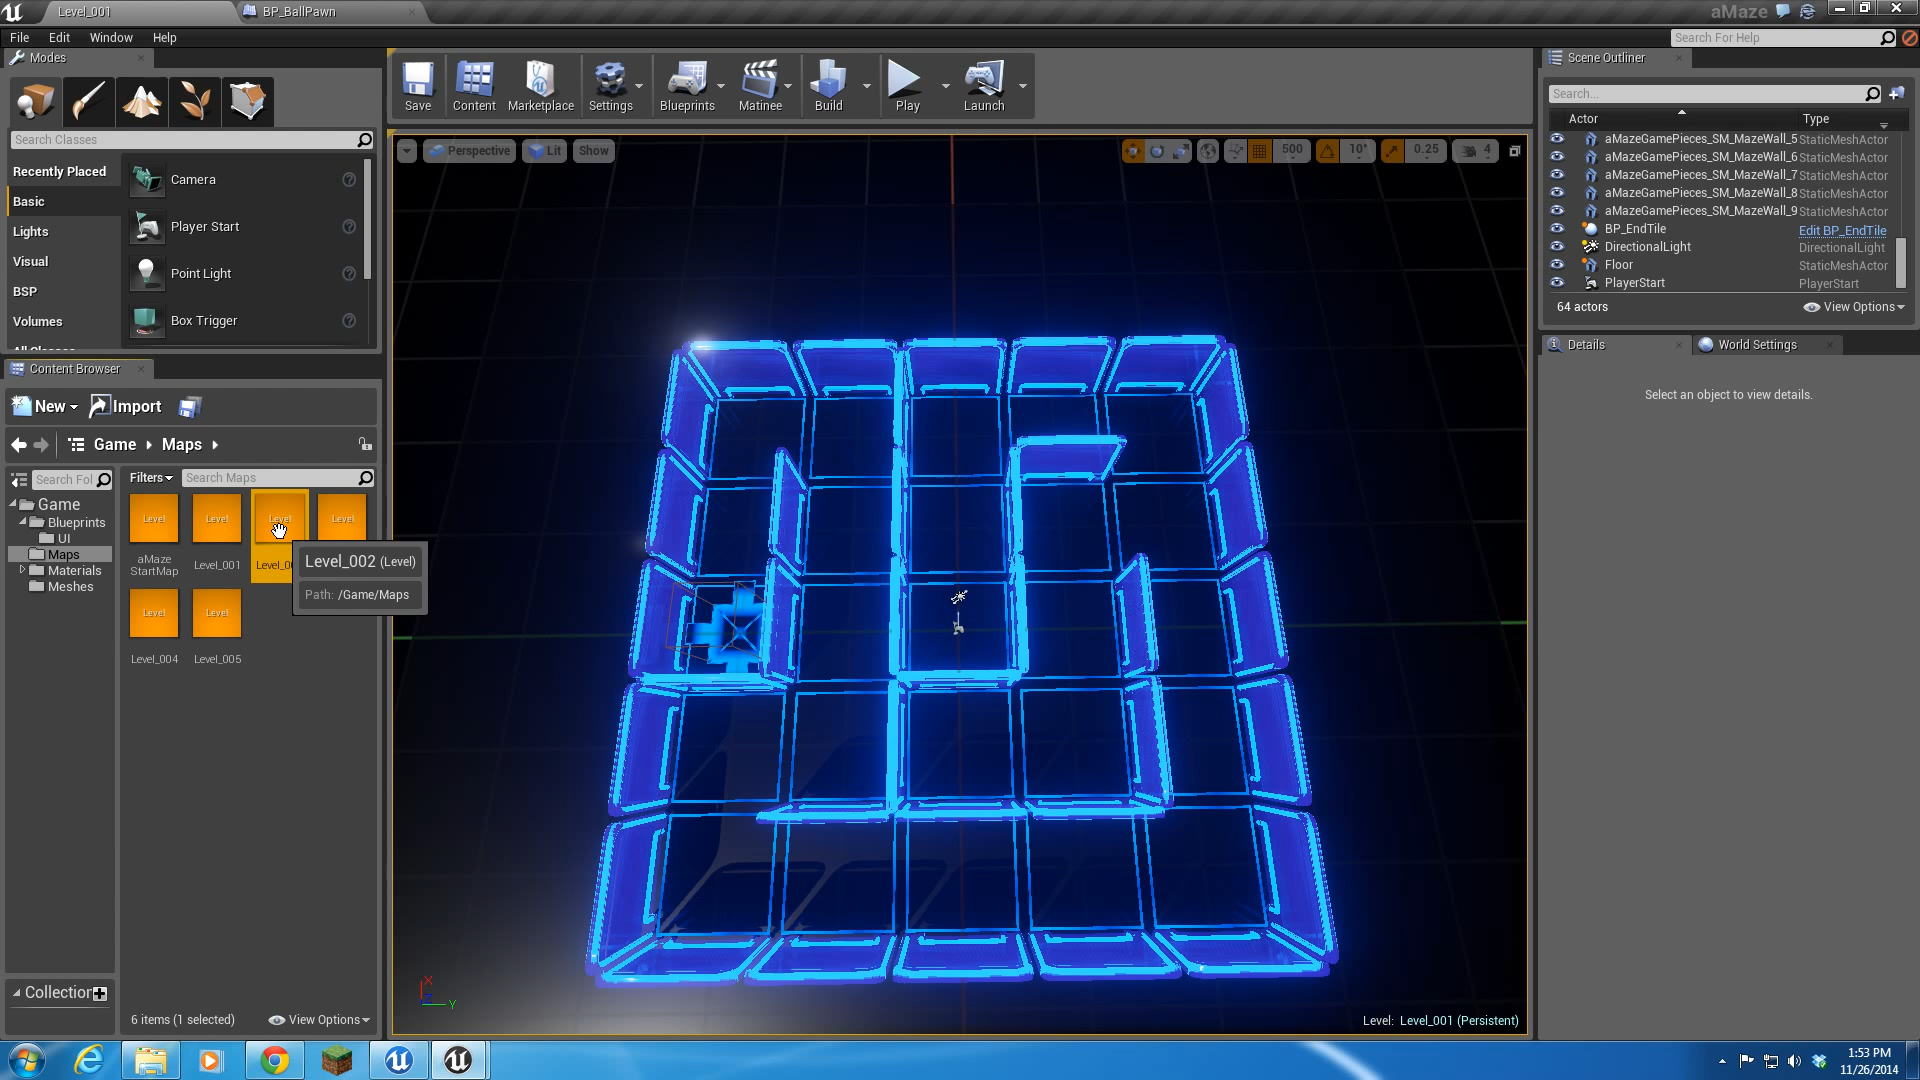 Level_001
BP_BallPawn
aMaze
File Edit Window Help
Search For Help
Modes
Search Classes
Recently Placed
Basic
Lights
Visual
BSP
Volumes
Camera
Player Start
Point Light
Box Trigger
Save
Content
Marketplace
Settings
Blueprints
Matinee
Build
Play
Launch
Perspective
Lit
Show
500
10°
0.25
4
Content Browser
New
Import
Game
Maps
Search Fol
Game
Blueprints
UI
Maps
Materials
Meshes
Filters
Search Maps
Level
Level
Level
Level
aMaze
StartMap
Level_001
Level_00
Level_002 (Level)
Path: /Game/Maps
Level
Level
Level_004
Level_005
Collection
6 items (1 selected)
View Options
X
Y
Level: Level_001 (Persistent)
Scene Outliner
Search...
Actor Type
aMazeGamePieces_SM_MazeWall_5 StaticMeshActor
aMazeGamePieces_SM_MazeWall_6 StaticMeshActor
aMazeGamePieces_SM_MazeWall_7 StaticMeshActor
aMazeGamePieces_SM_MazeWall_8 StaticMeshActor
aMazeGamePieces_SM_MazeWall_9 StaticMeshActor
BP_EndTile Edit BP_EndTile
DirectionalLight DirectionalLight
Floor StaticMeshActor
PlayerStart PlayerStart
64 actors
View Options
Details
World Settings
Select an object to view details.
1:53 PM
11/26/2014